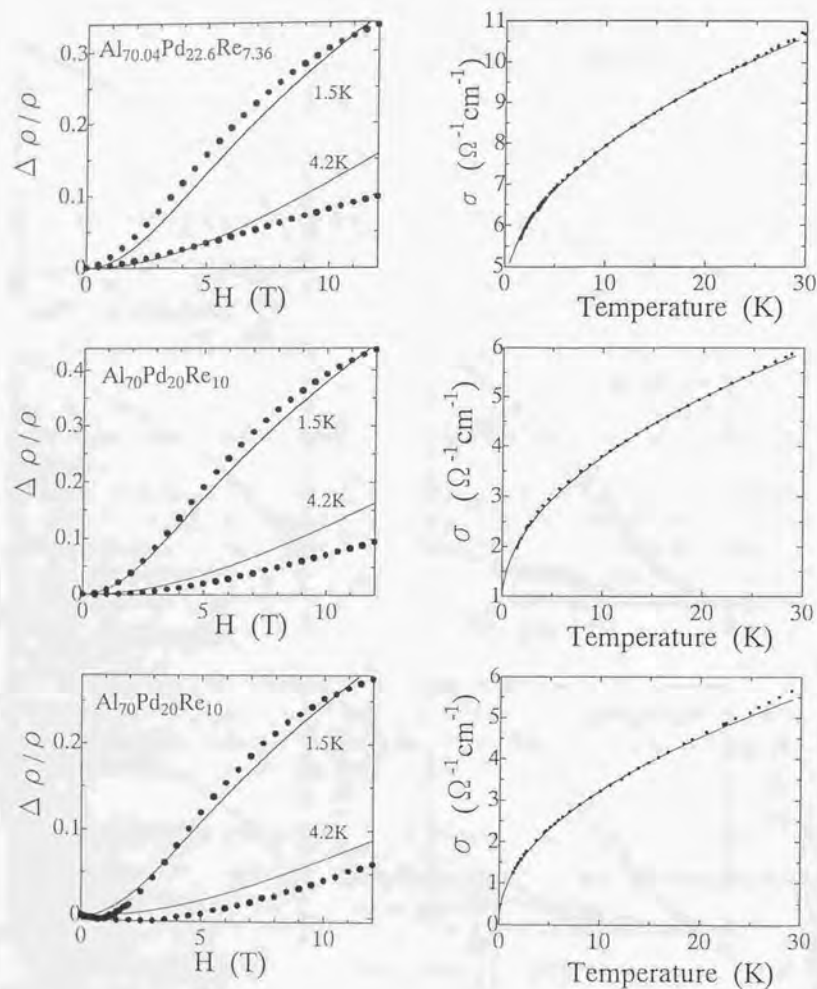 Al70.04Pd22.6Re7.36
0.3
0.2
0.1
0
Δρ/ρ
1.5K
4.2K
0 5 10
H (T)
11
10
9
8
7
6
5
σ (Ω⁻¹cm⁻¹)
0 10 20 30
Temperature (K)
Al70Pd20Re10
0.4
0.3
0.2
0.1
0
Δρ/ρ
1.5K
4.2K
0 5 10
H (T)
6
5
4
3
2
1
σ (Ω⁻¹cm⁻¹)
0 10 20 30
Temperature (K)
Al70Pd20Re10
0.2
0.1
0
Δρ/ρ
1.5K
4.2K
0 5 10
H (T)
6
5
4
3
2
1
0
σ (Ω⁻¹cm⁻¹)
0 10 20 30
Temperature (K)